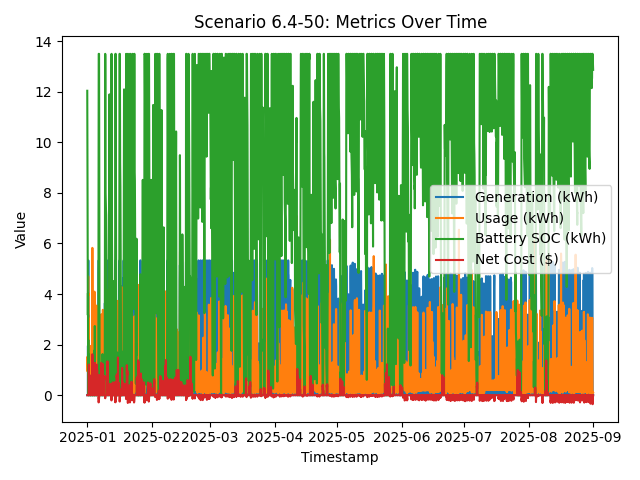 Scenario 6.4-50: Metrics Over Time
14
12
10
8
6
4
2
0
Value
Generation (kWh)
Usage (kWh)
Battery SOC (kWh)
Net Cost ($)
2025-01 2025-02 2025-03 2025-04 2025-05 2025-06 2025-07 2025-08 2025-09
Timestamp